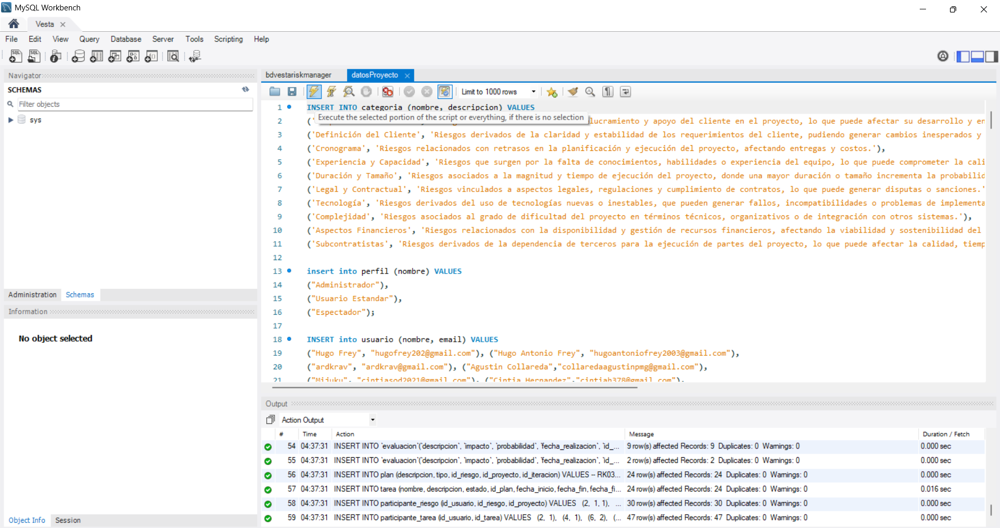 MySQL Workbench
Vesta
File Edit View Query Database Server Tools Scripting Help
Navigator
SCHEMAS
Filter objects
sys
Administration Schemas
Information
No object selected
Object Info Session
bdvestariskmanager datosProyecto
Limit to 1000 rows
1 INSERT INTO categoria (nombre, descripcion) VALUES
Execute the selected portion of the script or everything, if there is no selection
2 (' lucramiento y apoyo del cliente en el proyecto, lo que puede afectar su desarrollo y en
3 ('Definición del Cliente', 'Riesgos derivados de la claridad y estabilidad de los requerimientos del cliente, pudiendo generar cambios inesperados y
4 ('Cronograma', 'Riesgos relacionados con retrasos en la planificación y ejecución del proyecto, afectando entregas y costos.'),
5 ('Experiencia y Capacidad', 'Riesgos que surgen por la falta de conocimientos, habilidades o experiencia del equipo, lo que puede comprometer la cali
6 ('Duración y Tamaño', 'Riesgos asociados a la magnitud y tiempo de ejecución del proyecto, donde una mayor duración o tamaño incrementa la probabilid
7 ('Legal y Contractual', 'Riesgos vinculados a aspectos legales, regulaciones y cumplimiento de contratos, lo que puede generar disputas o sanciones.'
8 ('Tecnología', 'Riesgos derivados del uso de tecnologías nuevas o inestables, que pueden generar fallos, incompatibilidades o problemas de implementa
9 ('Complejidad', 'Riesgos asociados al grado de dificultad del proyecto en términos técnicos, organizativos o de integración con otros sistemas.'),
10 ('Aspectos Financieros', 'Riesgos relacionados con la disponibilidad y gestión de recursos financieros, afectando la viabilidad y sostenibilidad del
11 ('Subcontratistas', 'Riesgos derivados de la dependencia de terceros para la ejecución de partes del proyecto, lo que puede afectar la calidad, tiemp
12
13 insert into perfil (nombre) VALUES
14 ("Administrador"),
15 ("Usuario Estandar"),
16 ("Espectador");
17
18 INSERT into usuario (nombre, email) VALUES
19 ("Hugo Frey", "hugofrey202@gmail.com"), ("Hugo Antonio Frey", "hugoantoniofrey2003@gmail.com"),
20 ("ardkrav", "ardkrav@gmail.com"), ("Agustin Collareda","collaredaagustinpmg@gmail.com"),
21 ("Mijuku", "cintiasod2021@gmail.com"), ("Cintia Hernandez","cintiah378@gmail.com"),
Output
Action Output
# Time Action Message Duration / Fetch
54 04:37:31 INSERT INTO `evaluacion`(`descripcion`, `impacto`, `probabilidad`, `fecha_realizacion`, `id_... 9 row(s) affected Records: 9 Duplicates: 0 Warnings: 0 0.000 sec
55 04:37:31 INSERT INTO `evaluacion`(`descripcion`, `impacto`, `probabilidad`, `fecha_realizacion`, `id_... 2 row(s) affected Records: 2 Duplicates: 0 Warnings: 0 0.000 sec
56 04:37:31 INSERT INTO plan (descripcion, tipo, id_riesgo, id_proyecto, id_iteracion) VALUES -- RK03... 24 row(s) affected Records: 24 Duplicates: 0 Warnings: 0 0.000 sec
57 04:37:31 INSERT INTO tarea (nombre, descripcion, estado, id_plan, fecha_inicio, fecha_fin, fecha_fi... 24 row(s) affected Records: 24 Duplicates: 0 Warnings: 0 0.016 sec
58 04:37:31 INSERT INTO participante_riesgo (id_usuario, id_riesgo, id_proyecto) VALUES (2, 1, 1), ... 30 row(s) affected Records: 30 Duplicates: 0 Warnings: 0 0.000 sec
59 04:37:31 INSERT INTO participante_tarea (id_usuario, id_tarea) VALUES (2, 1), (4, 1), (6, 2), (... 47 row(s) affected Records: 47 Duplicates: 0 Warnings: 0 0.000 sec